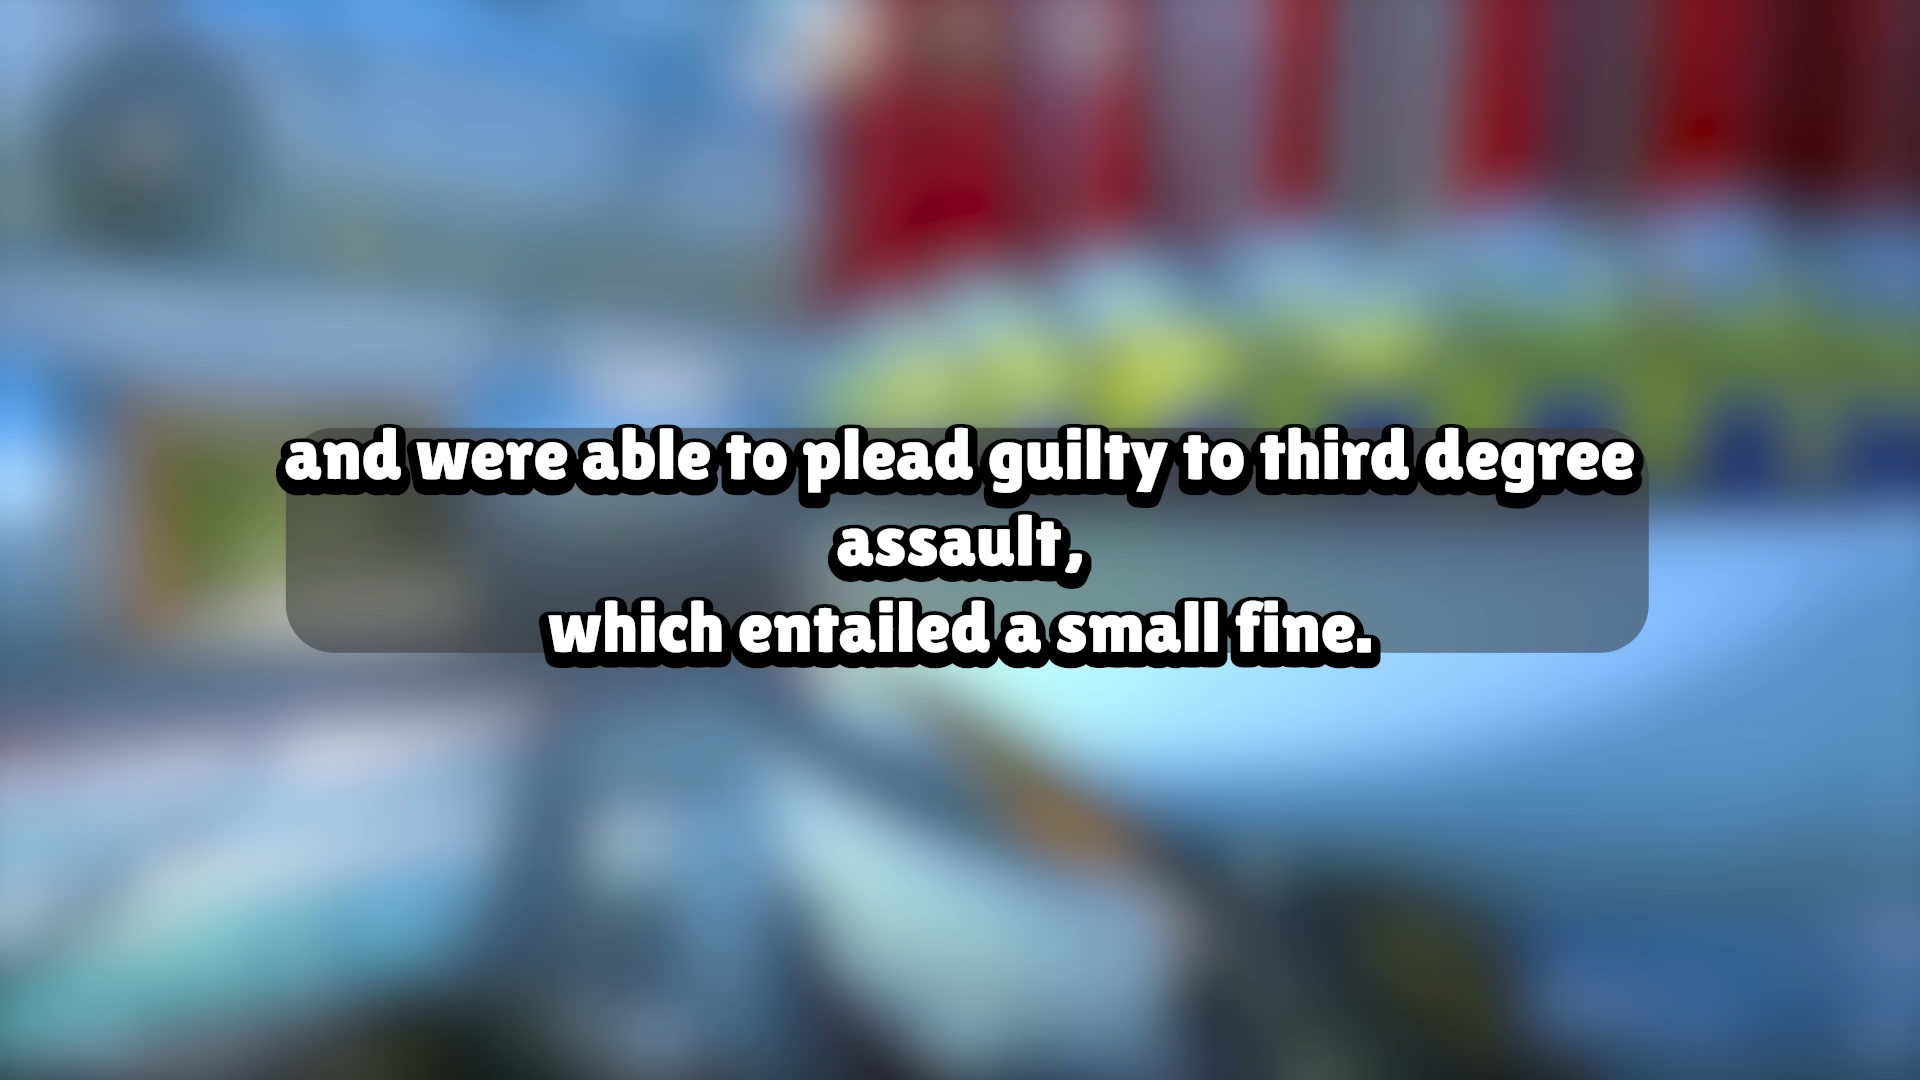 and were able to plead guilty to third degree
assault,
which entailed a small fine.